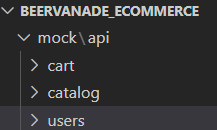 BEERVANADE_ECOMMERCE
mock\api
cart
catalog
users